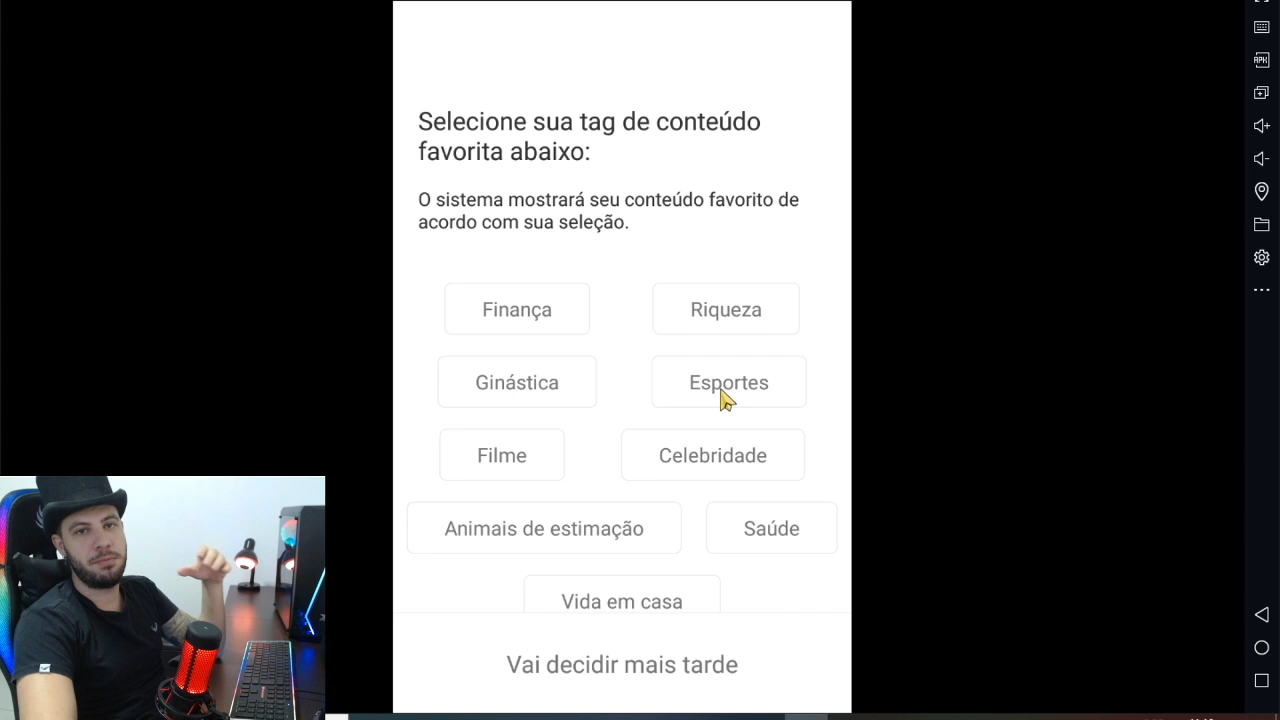 Selecione sua tag de conteúdo
favorita abaixo:
O sistema mostrará seu conteúdo favorito de
acordo com sua seleção.
Finança
Riqueza
Ginástica
Esportes
Filme
Celebridade
Animais de estimação
Saúde
Vida em casa
Vai decidir mais tarde
APK